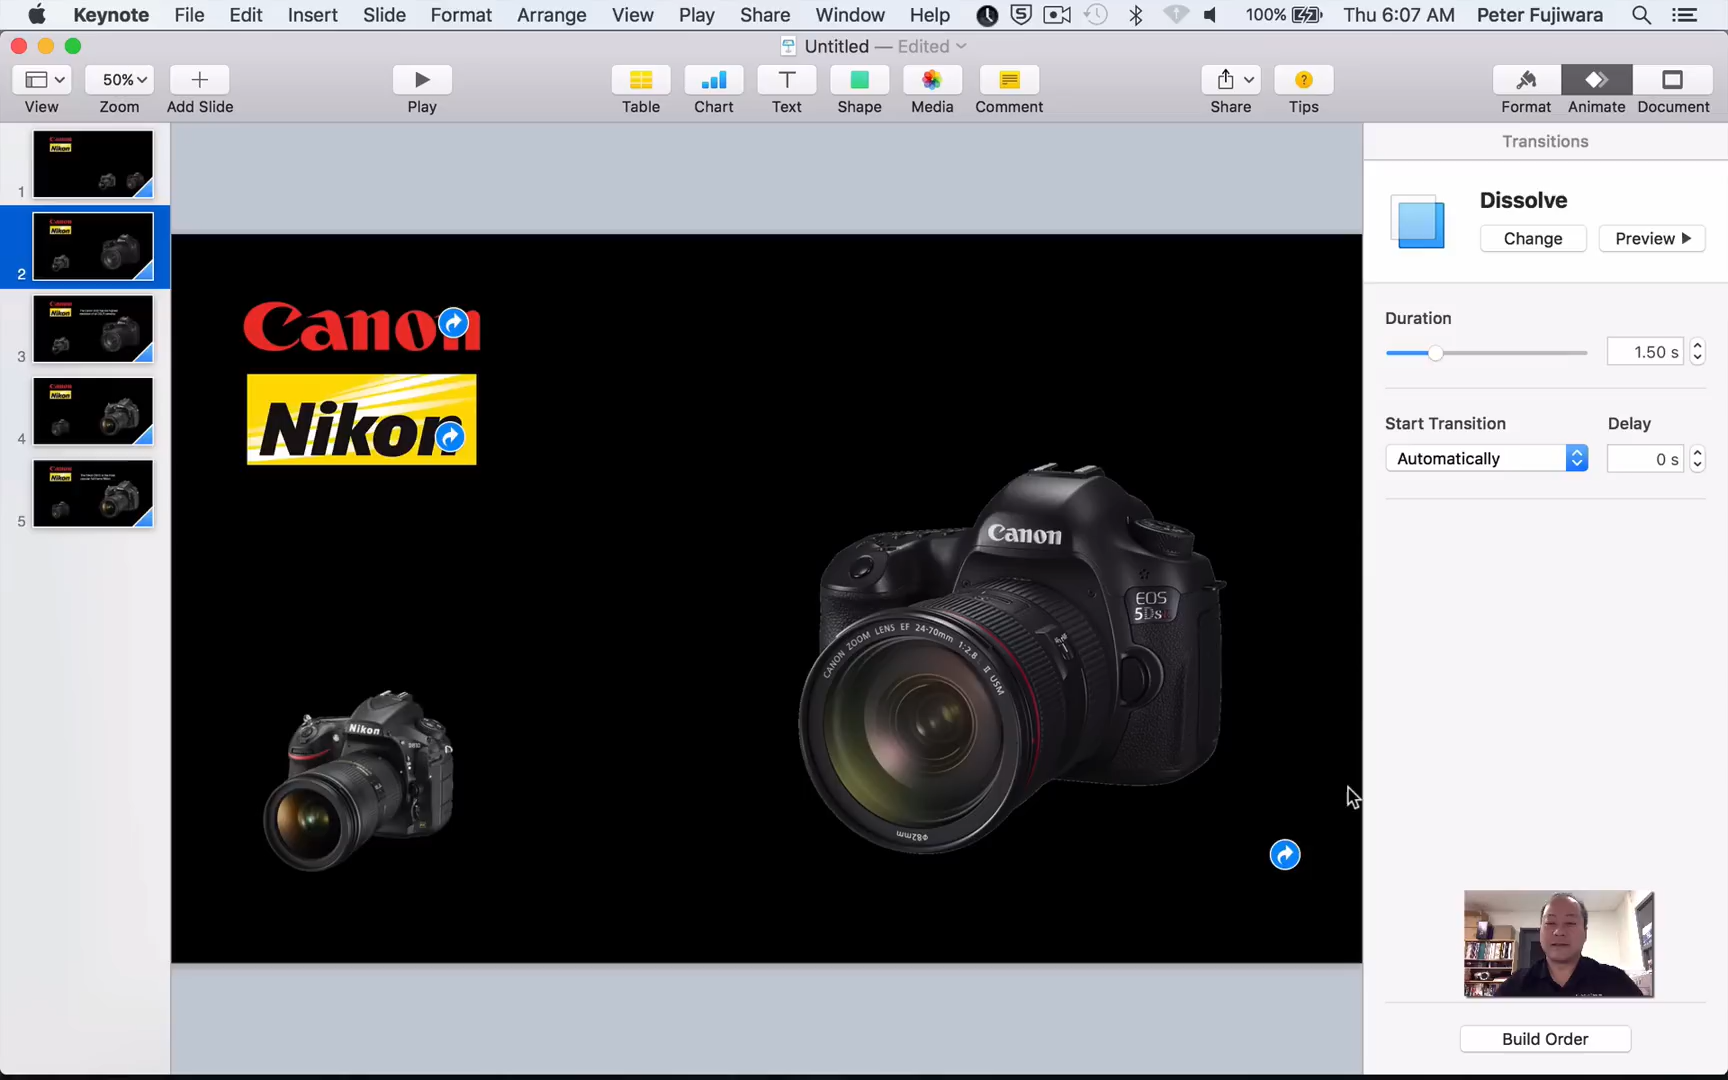 Keynote File Edit Insert Slide Format Arrange View Play Share Window Help 5 100% Thu 6:07 AM Peter Fujiwara
Untitled — Edited
50%
View Zoom Add Slide Play Table Chart Text Shape Media Comment Share Tips Format Animate Document
Transitions
Dissolve
Change Preview
Duration
1.50 s
Start Transition Delay
Automatically 0 s
Build Order
1
2
3
4
5
Canon
Nikon
Canon
EOS
5Ds
CANON ZOOM LENS EF 24-70mm 1:2.8 II USM
Φ82mm
Nikon